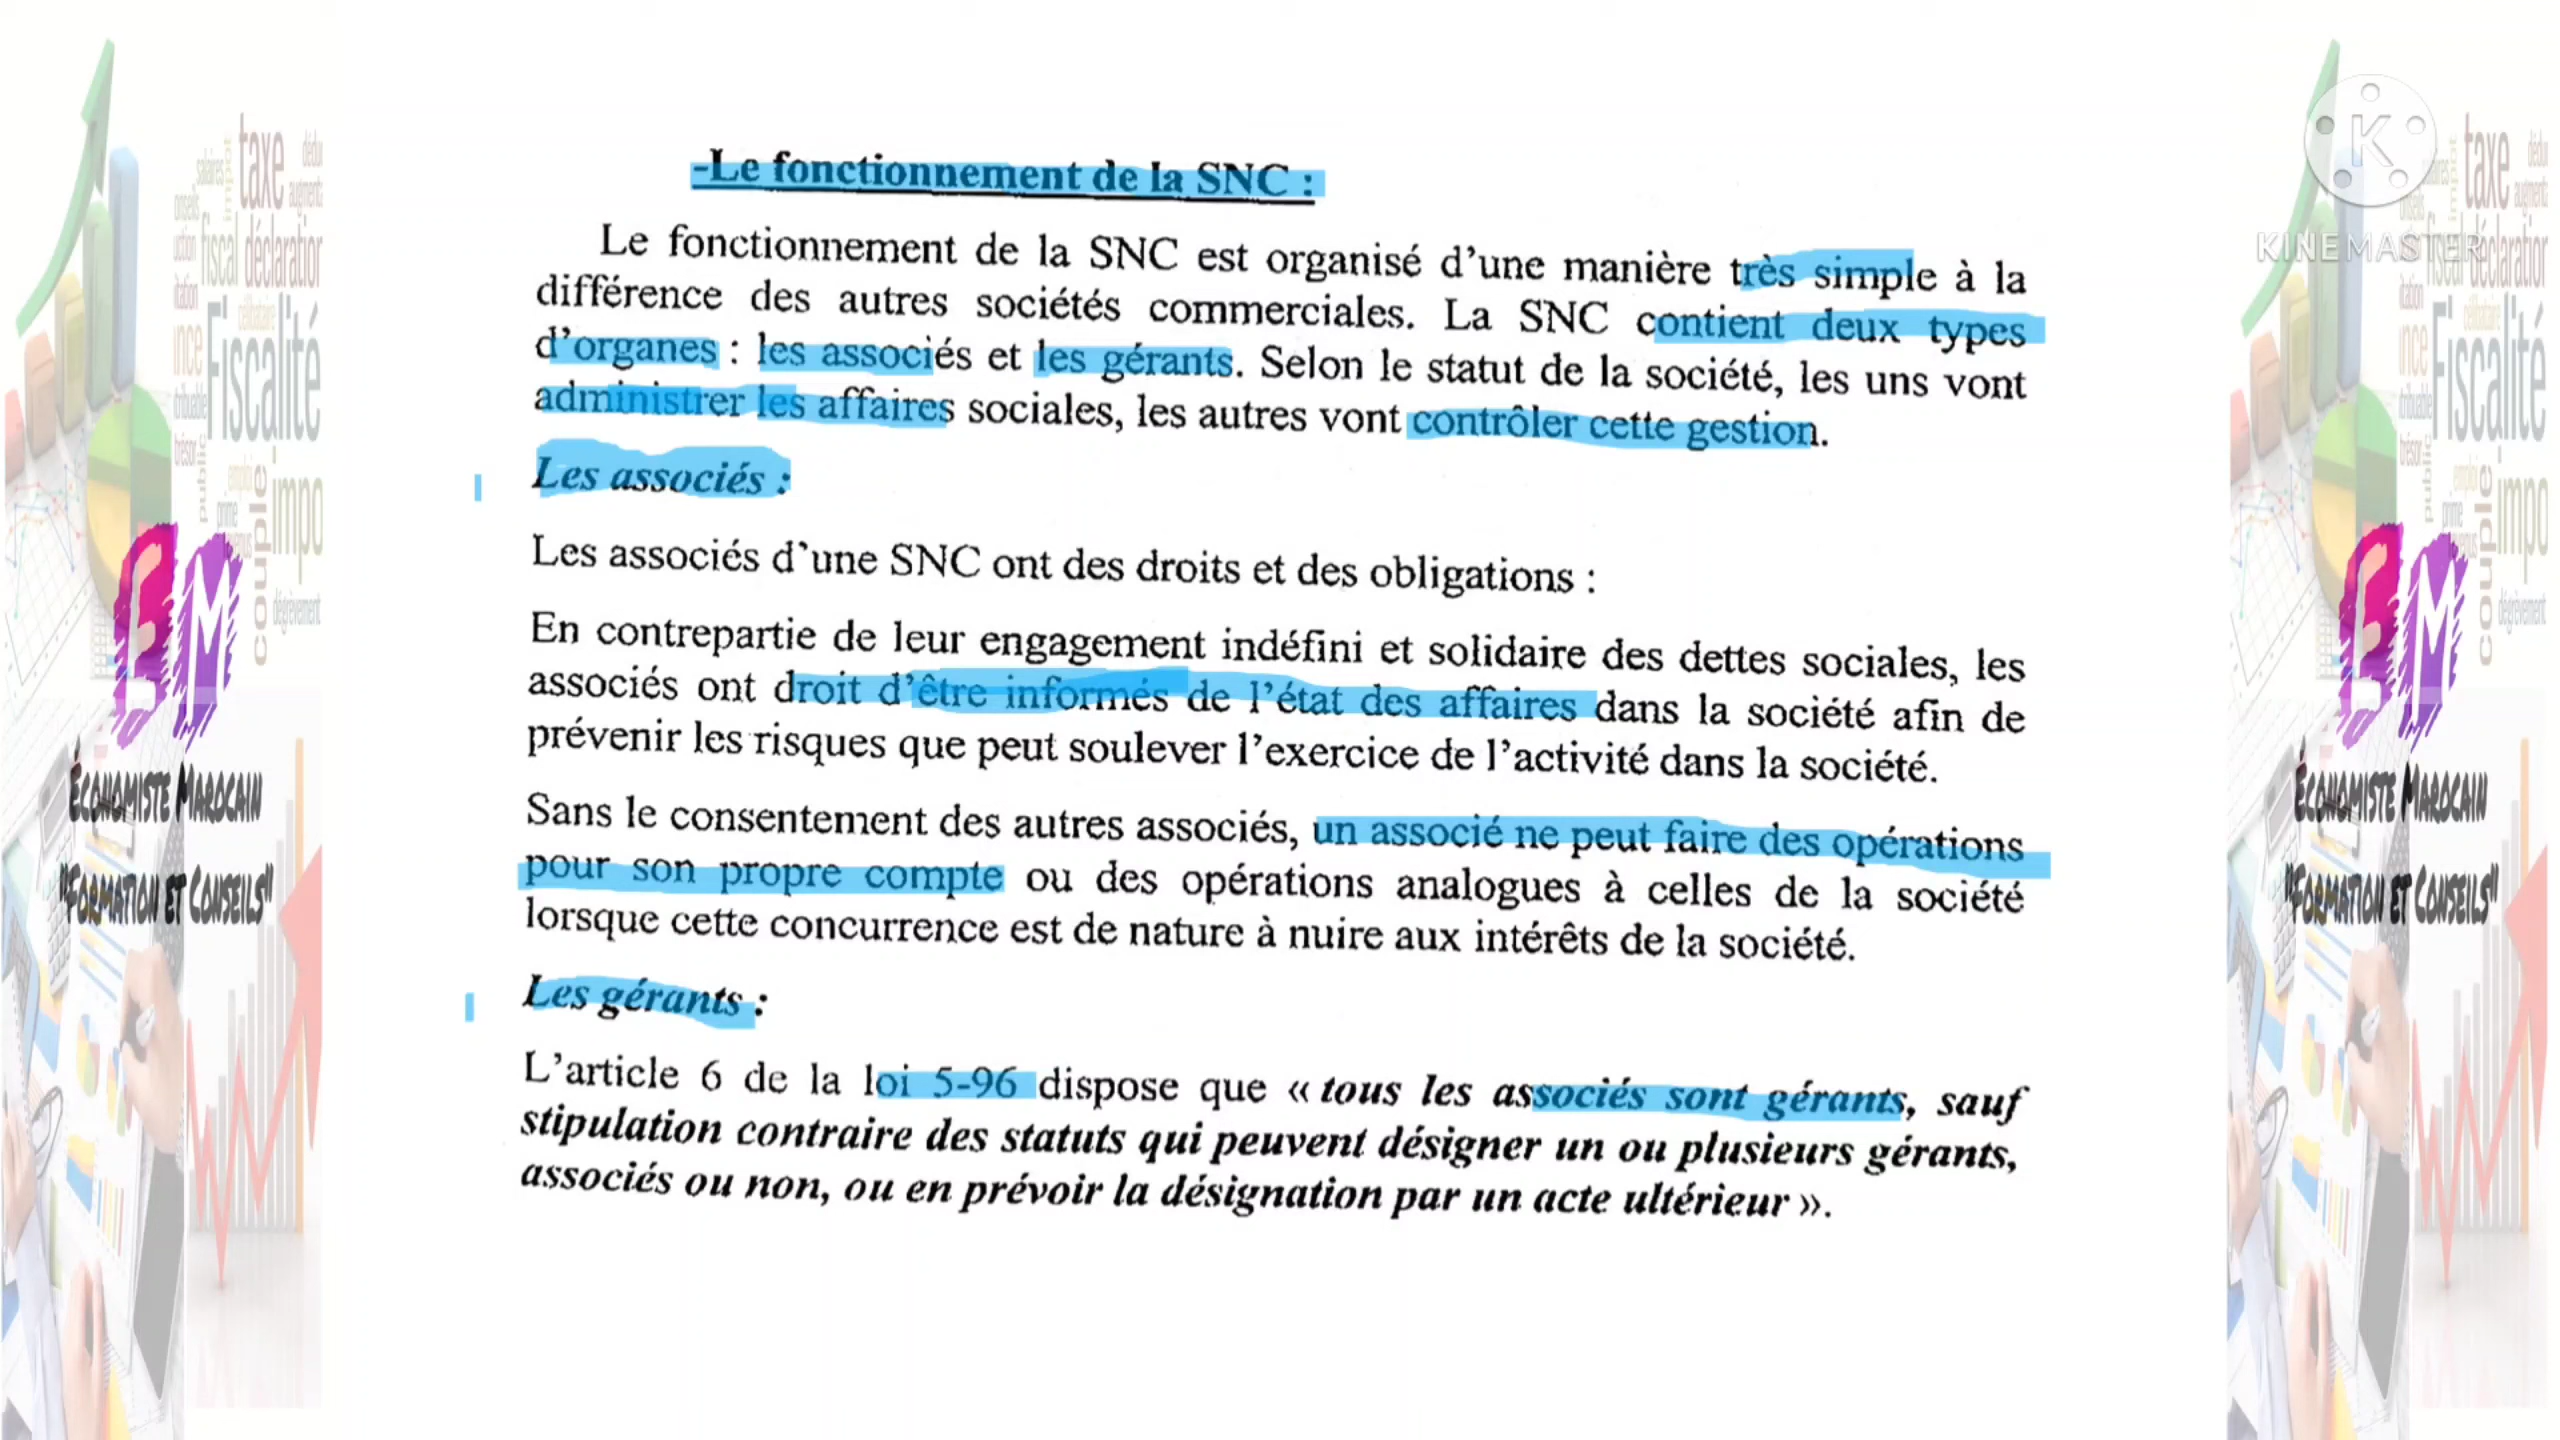 -Le fonctionnement de la SNC :
Le fonctionnement de la SNC est organisé d'une manière très simple à la
différence des autres sociétés commerciales. La SNC contient deux types
d'organes : les associés et les gérants. Selon le statut de la société, les uns vont
administrer les affaires sociales, les autres vont contrôler cette gestion.
Les associés :
Les associés d'une SNC ont des droits et des obligations :
En contrepartie de leur engagement indéfini et solidaire des dettes sociales, les
associés ont droit d'être informés de l'état des affaires dans la société afin de
prévenir les risques que peut soulever l'exercice de l'activité dans la société.
Sans le consentement des autres associés, un associé ne peut faire des opérations
pour son propre compte ou des opérations analogues à celles de la société
lorsque cette concurrence est de nature à nuire aux intérêts de la société.
Les gérants :
L'article 6 de la loi 5-96 dispose que « tous les associés sont gérants, sauf
stipulation contraire des statuts qui peuvent désigner un ou plusieurs gérants,
associés ou non, ou en prévoir la désignation par un acte ultérieur ».
taxe
fiscal déclaration
Fiscalité
couple
impo
EM
Économiste Marocain
"Formation et Conseils"
K
KINEMASTER
taxe
Fiscalité
couple
impo
EM
Économiste Marocain
"Formation et Conseils"